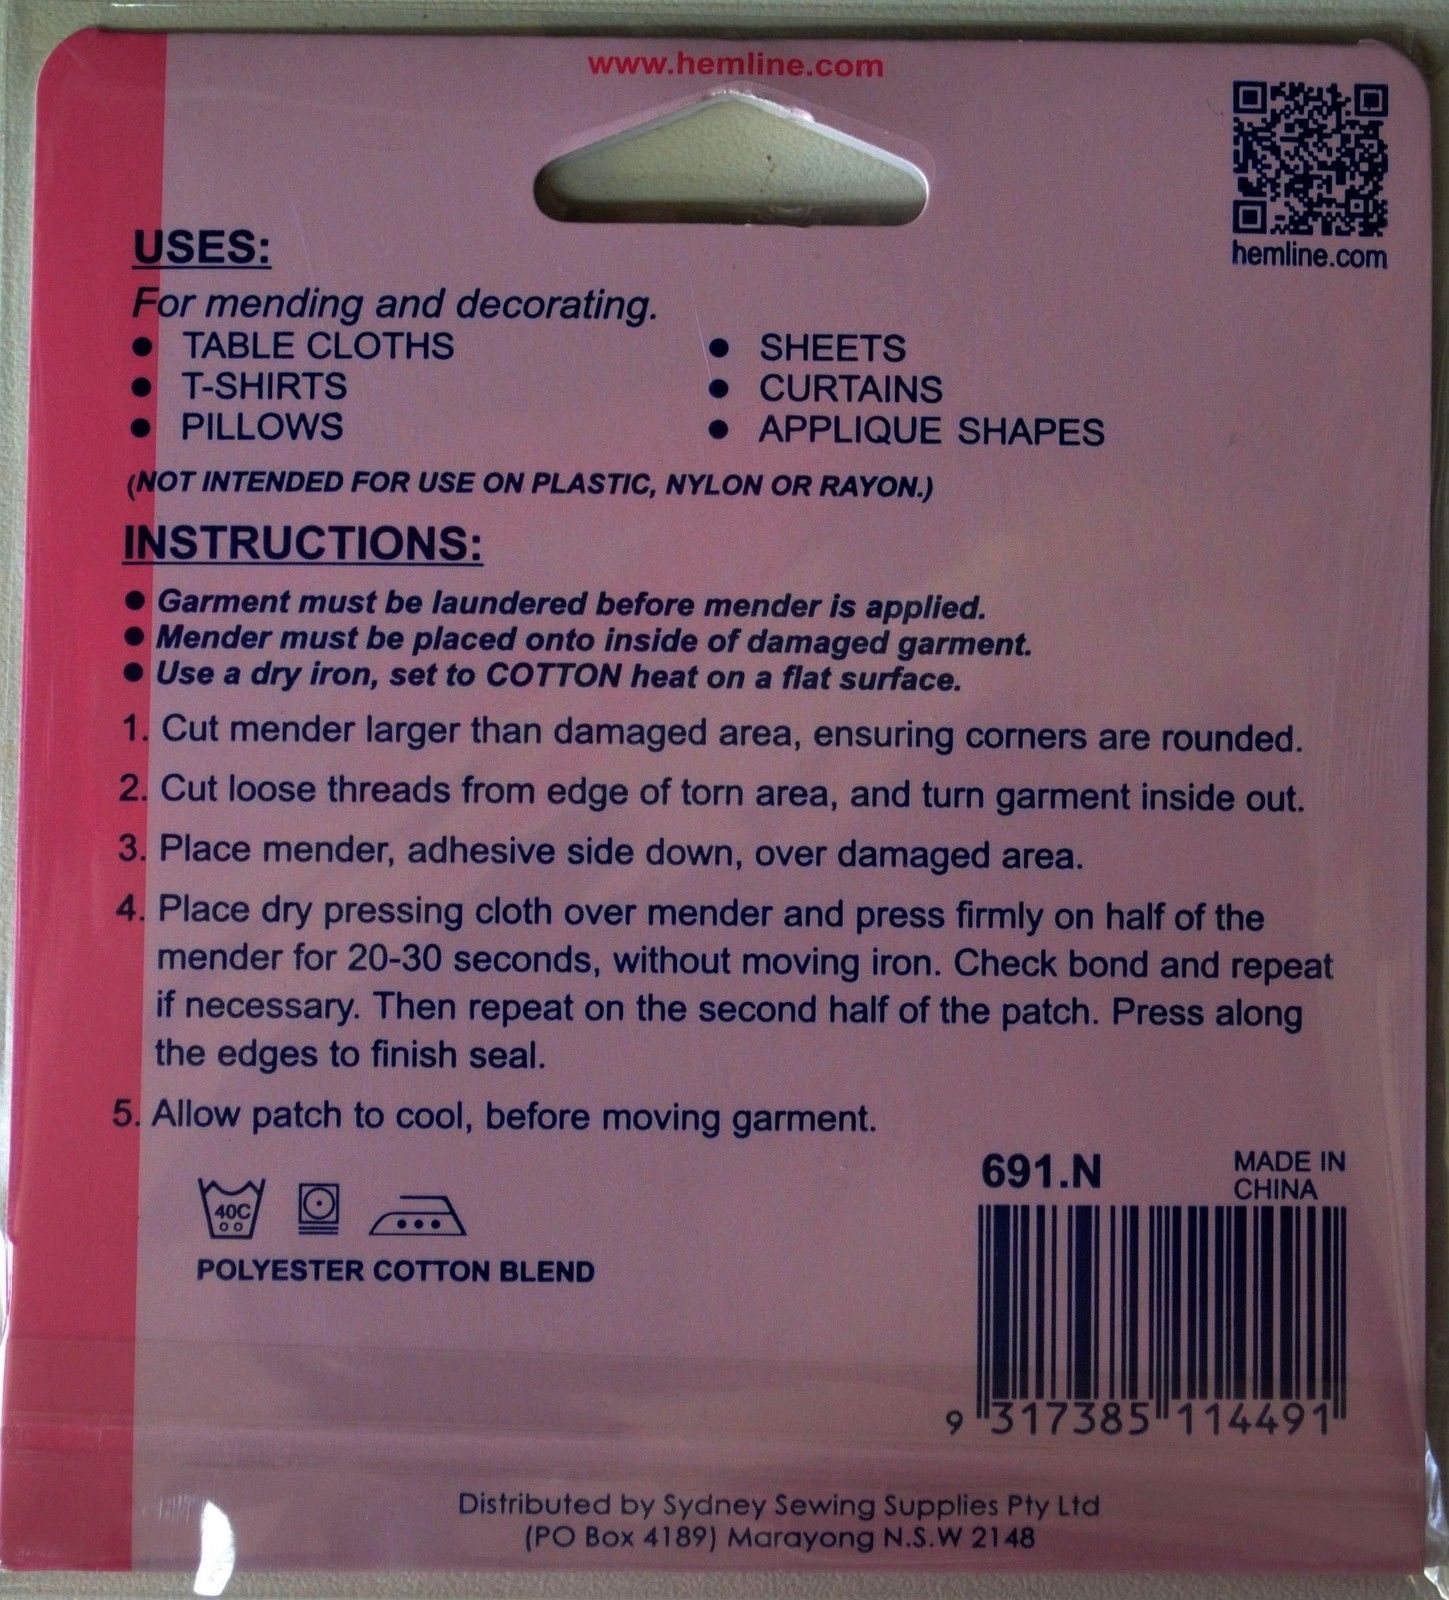 www.hemline.com
hemline.com
USES:
For mending and decorating.
● TABLE CLOTHS
● T-SHIRTS
● PILLOWS
● SHEETS
● CURTAINS
● APPLIQUE SHAPES
(NOT INTENDED FOR USE ON PLASTIC, NYLON OR RAYON.)
INSTRUCTIONS:
● Garment must be laundered before mender is applied.
● Mender must be placed onto inside of damaged garment.
● Use a dry iron, set to COTTON heat on a flat surface.
1. Cut mender larger than damaged area, ensuring corners are rounded.
2. Cut loose threads from edge of torn area, and turn garment inside out.
3. Place mender, adhesive side down, over damaged area.
4. Place dry pressing cloth over mender and press firmly on half of the
mender for 20-30 seconds, without moving iron. Check bond and repeat
if necessary. Then repeat on the second half of the patch. Press along
the edges to finish seal.
5. Allow patch to cool, before moving garment.
40C
POLYESTER COTTON BLEND
691.N
MADE IN
CHINA
9 317385 114491
Distributed by Sydney Sewing Supplies Pty Ltd
(PO Box 4189) Marayong N.S.W 2148